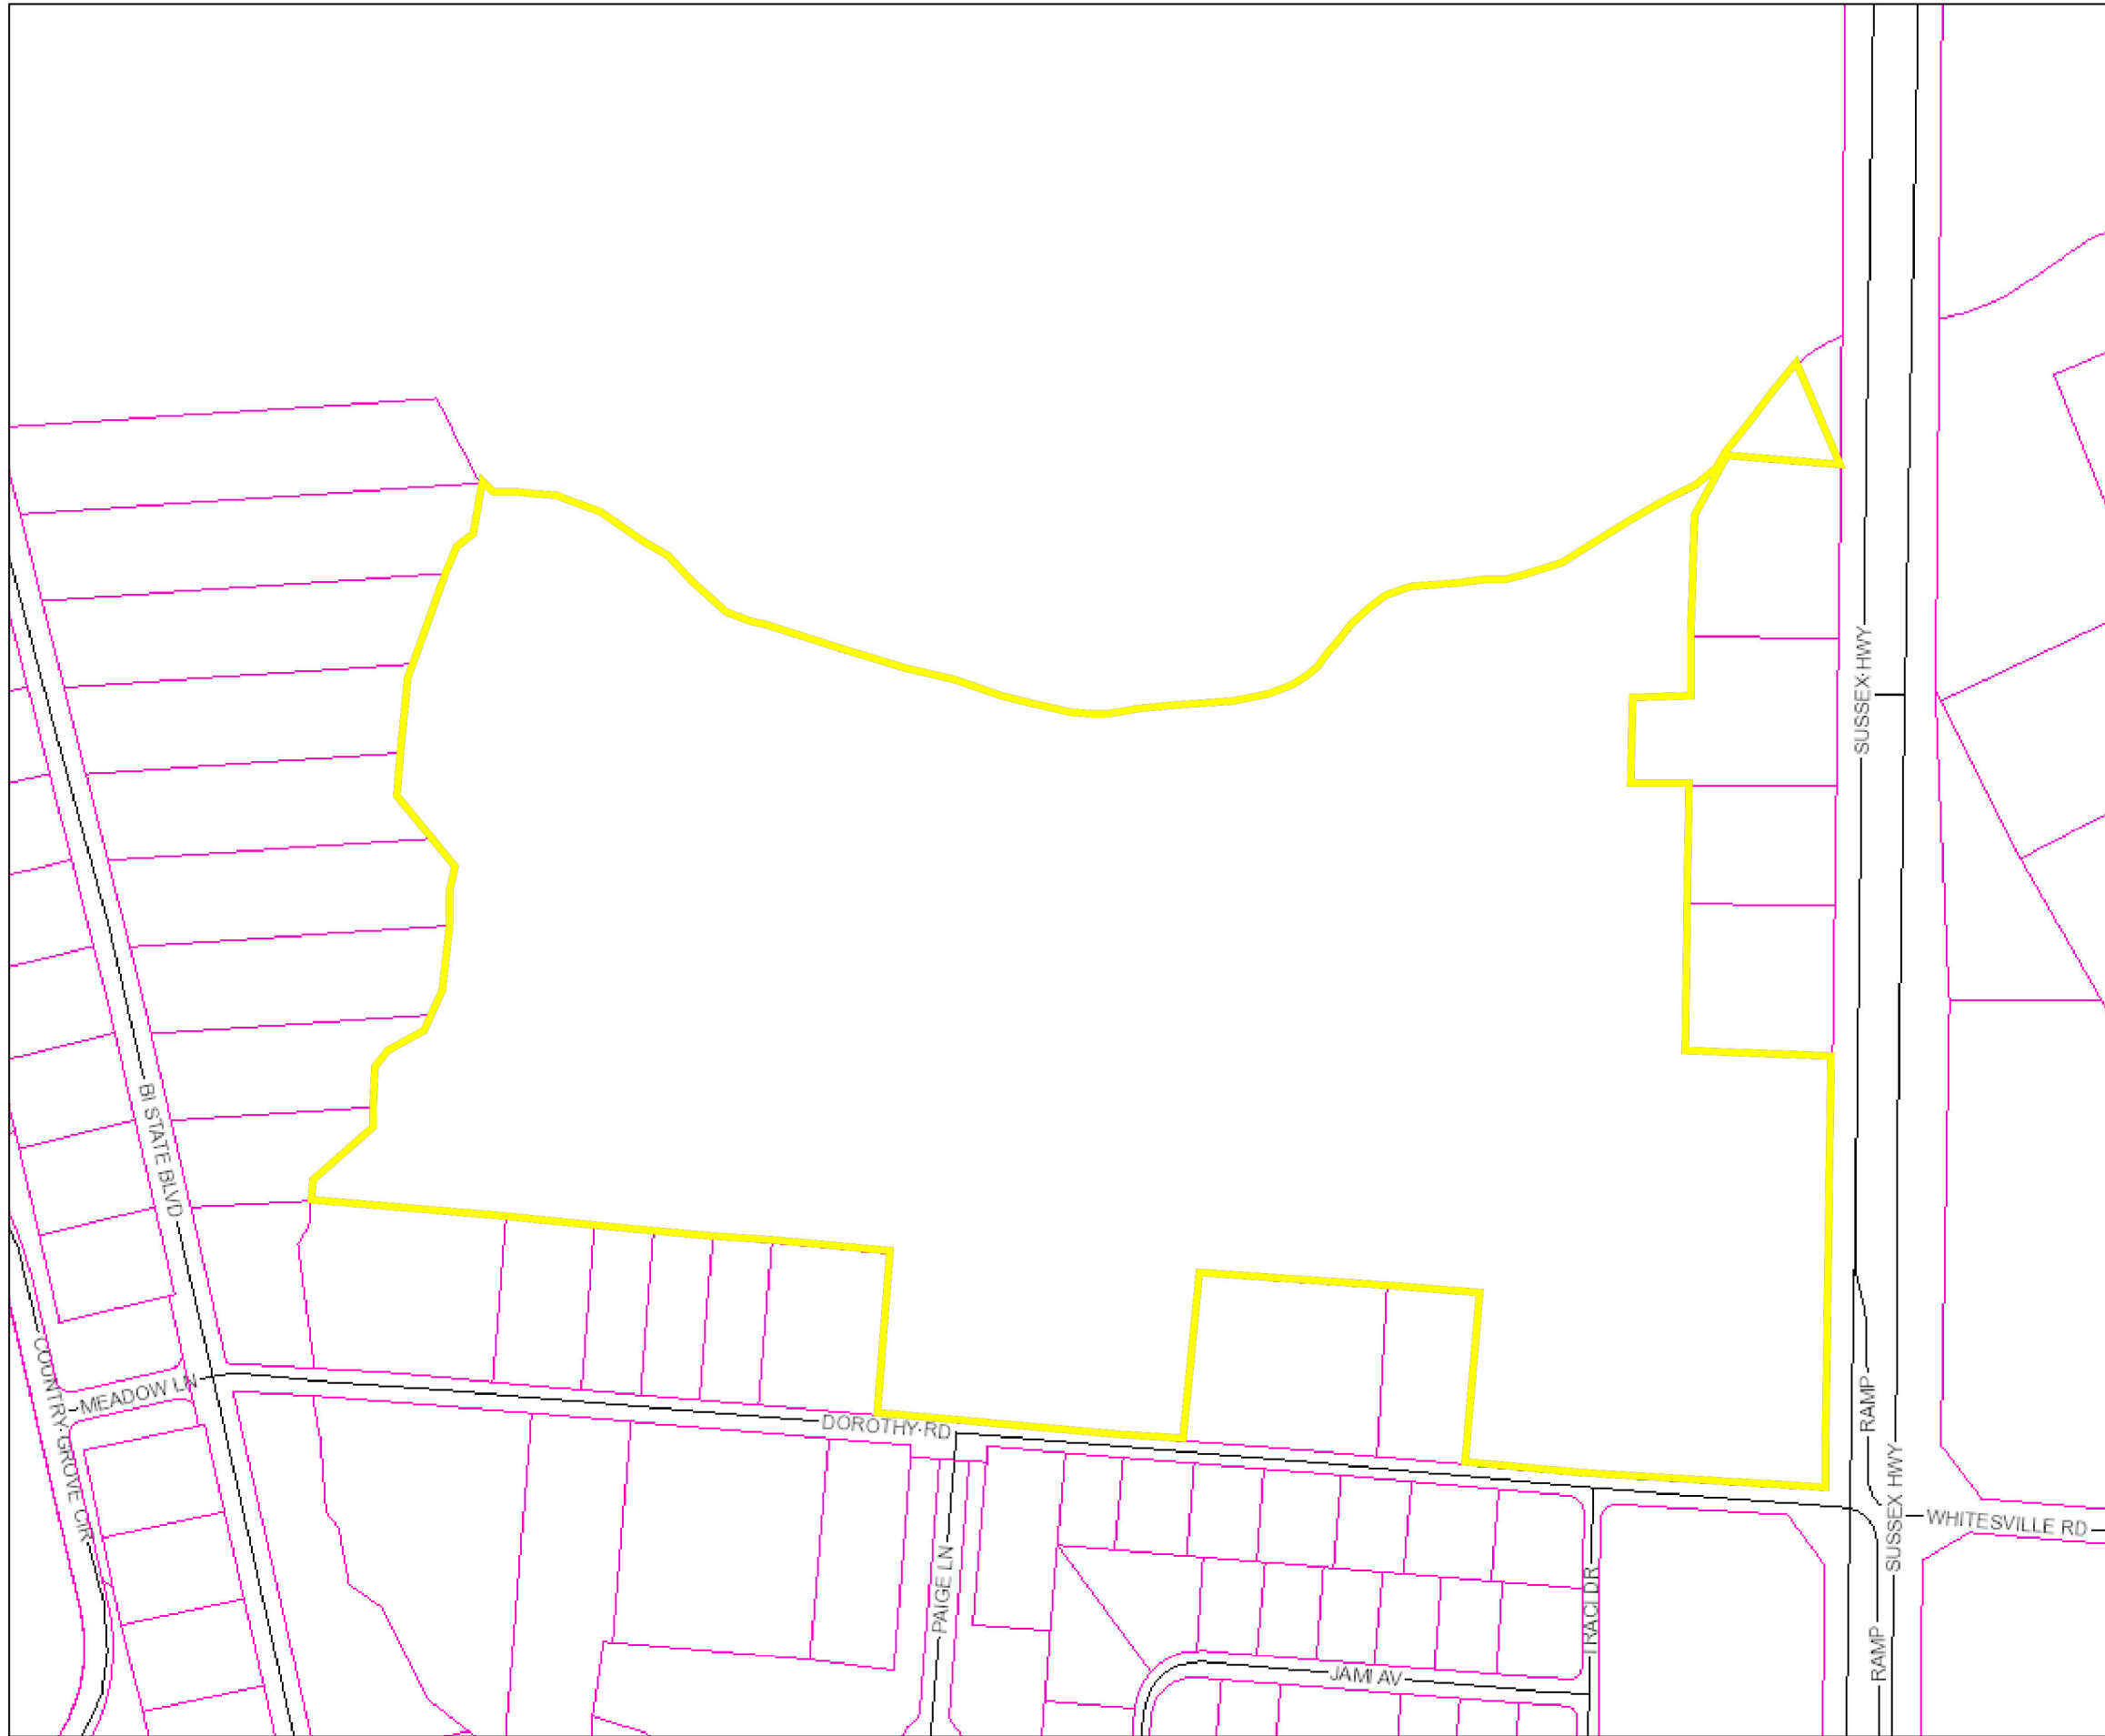 SUSSEX HWY
BI STATE BLVD
COUNTRY GROVE CIR
MEADOW LN
DOROTHY RD
RAMP
SUSSEX HWY
WHITESVILLE RD
PAIGE LN
TRACI DR
JAMI AV
RAMP